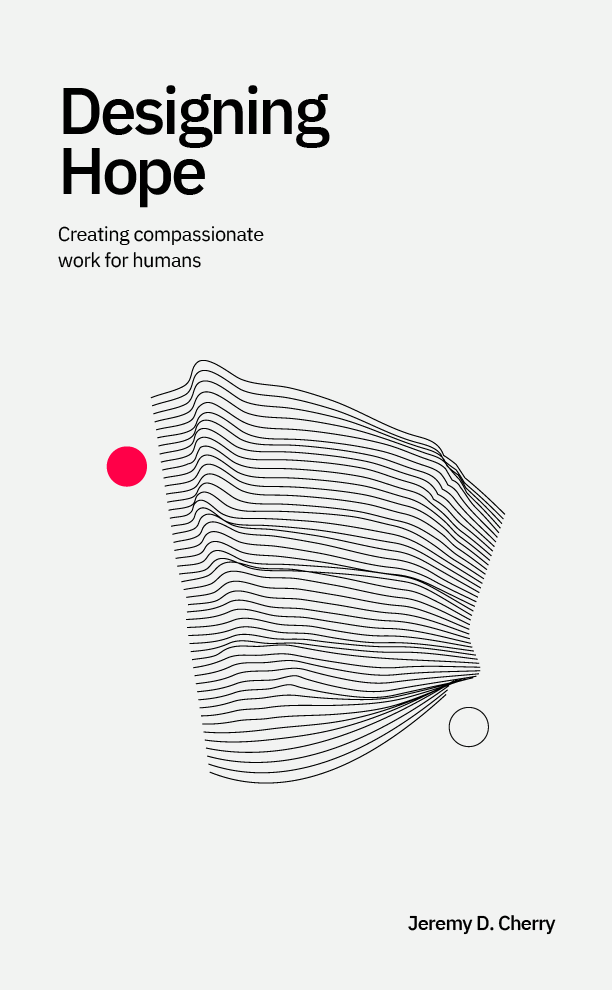 Designing
Hope
Creating compassionate
work for humans
Jeremy D. Cherry